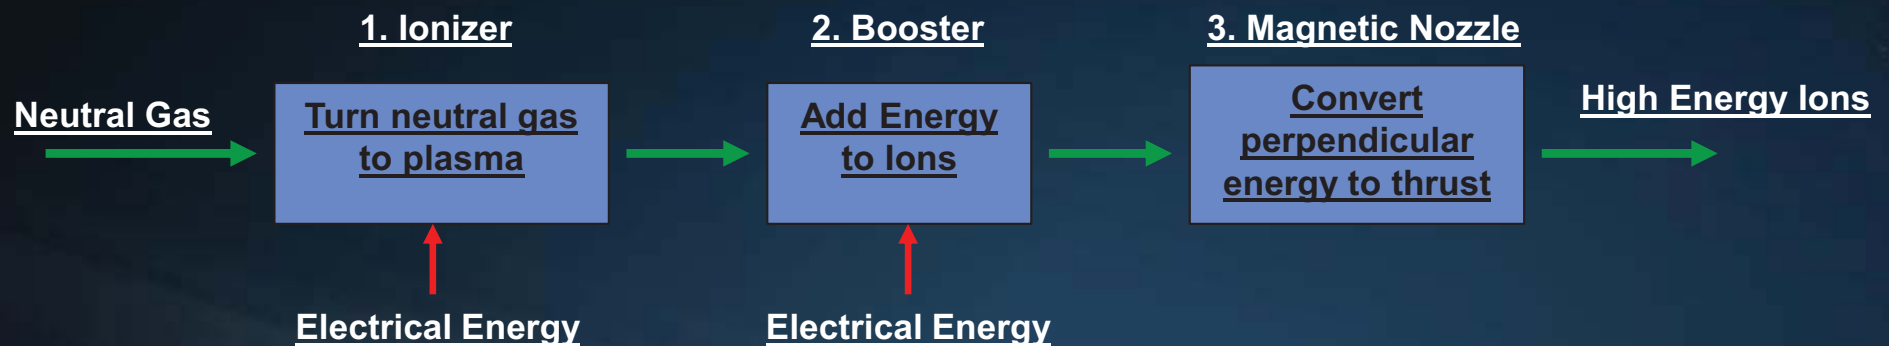 1. Ionizer
2. Booster
3. Magnetic Nozzle
Neutral Gas
Turn neutral gas
to plasma
Add Energy
to Ions
Convert
perpendicular
energy to thrust
High Energy Ions
Electrical Energy
Electrical Energy